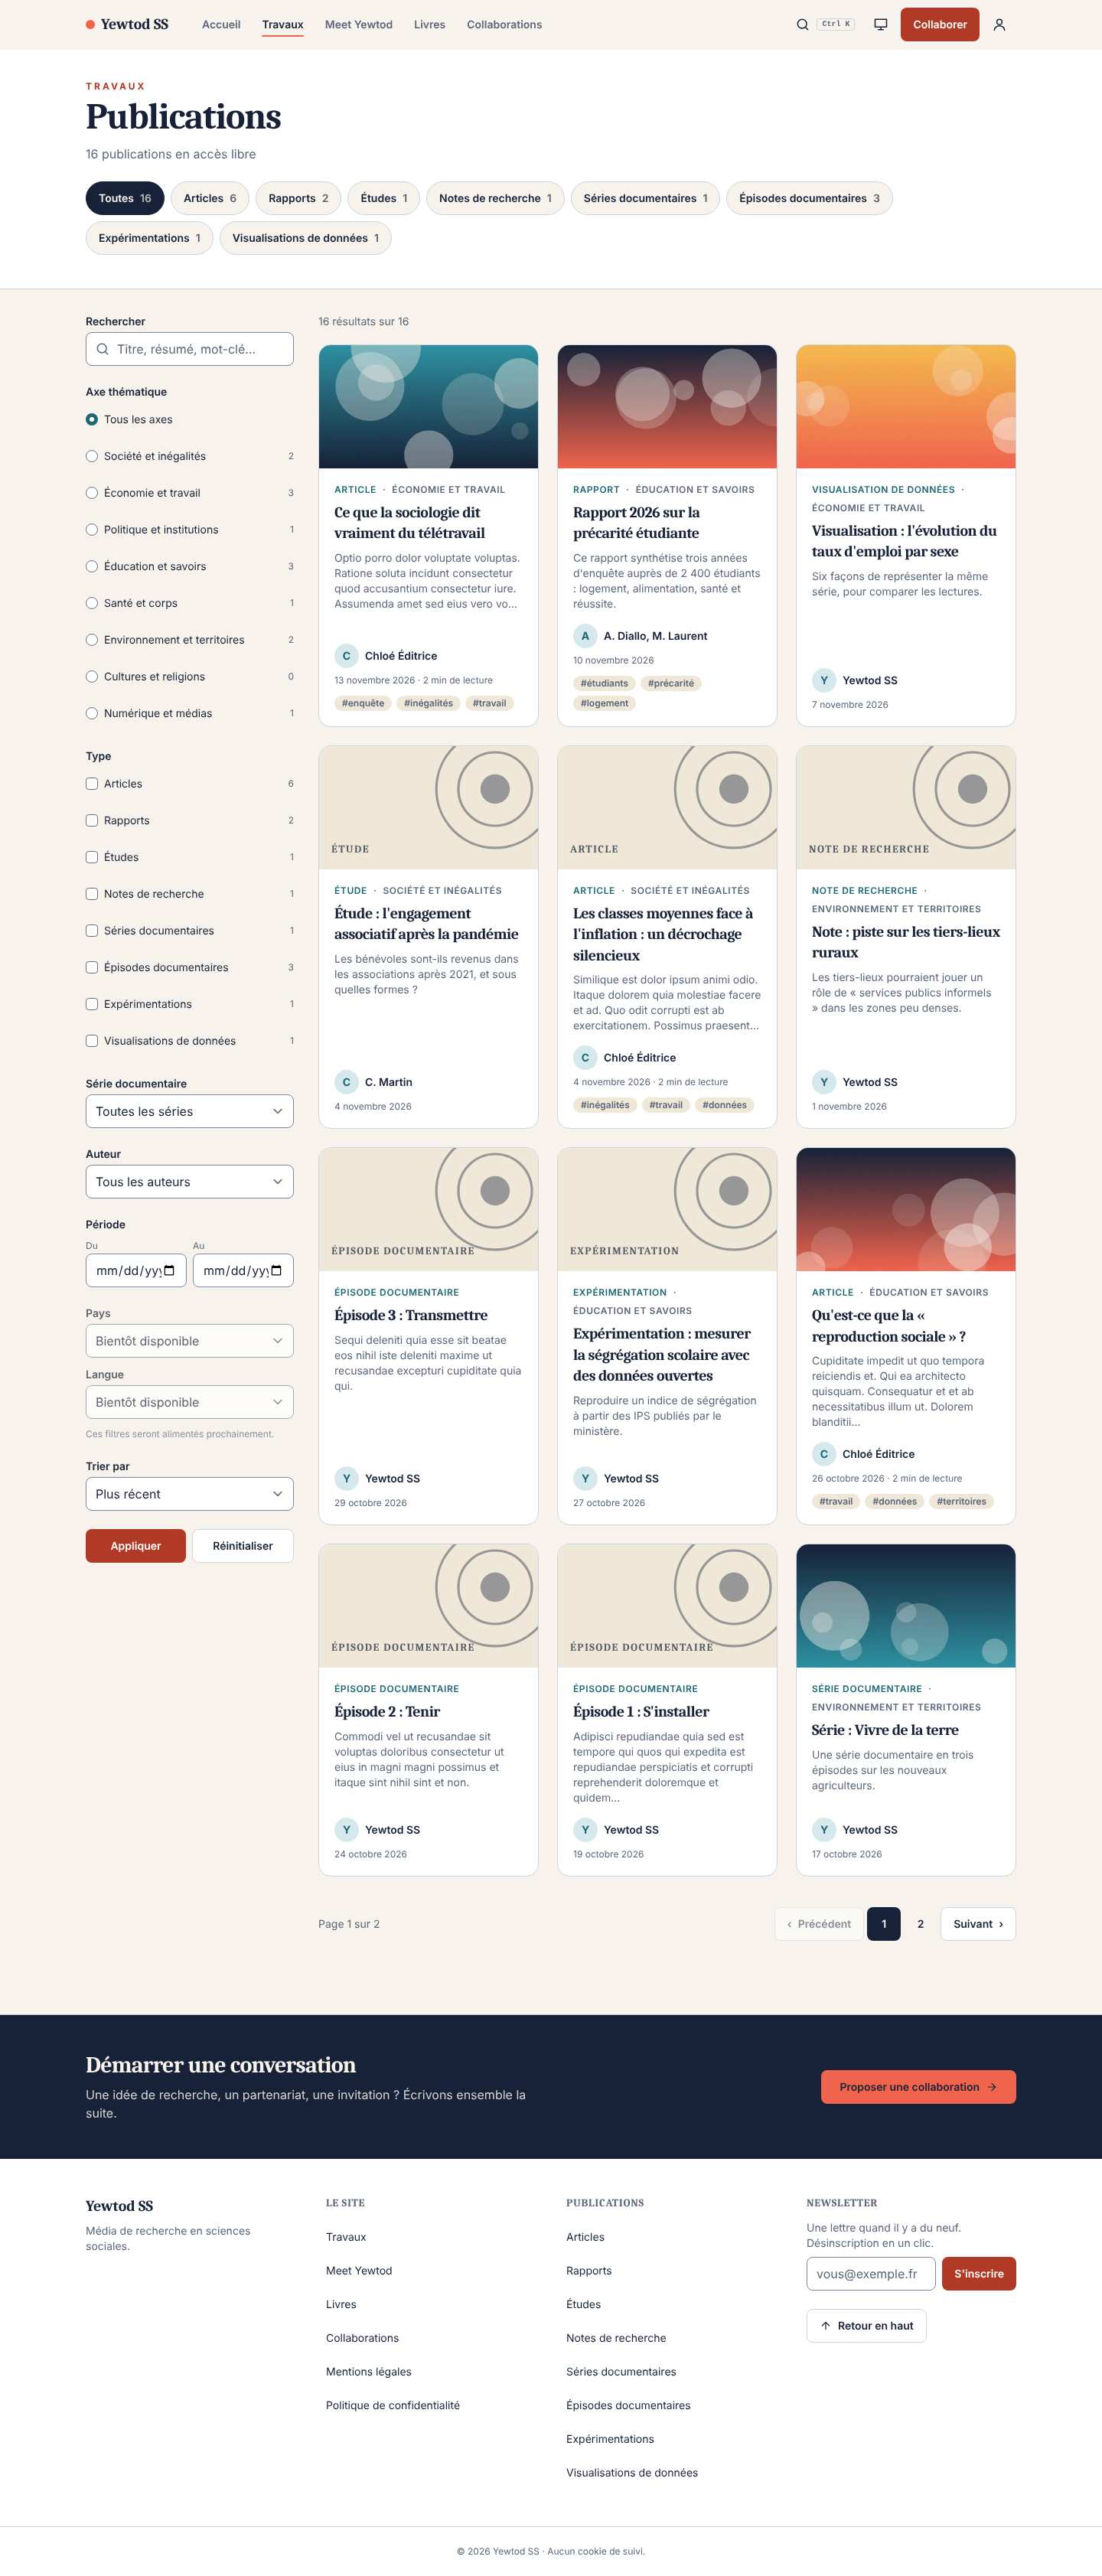 Yewtod SS
Accueil
Travaux
Meet Yewtod
Livres
Collaborations
Ctrl K
Collaborer
TRAVAUX
Publications
16 publications en accès libre
Toutes 16
Articles 6
Rapports 2
Études 1
Notes de recherche 1
Séries documentaires 1
Épisodes documentaires 3
Expérimentations 1
Visualisations de données 1
Rechercher
Titre, résumé, mot-clé…
Axe thématique
Tous les axes
Société et inégalités 2
Économie et travail 3
Politique et institutions 1
Éducation et savoirs 3
Santé et corps 1
Environnement et territoires 2
Cultures et religions 0
Numérique et médias 1
Type
Articles 6
Rapports 2
Études 1
Notes de recherche 1
Séries documentaires 1
Épisodes documentaires 3
Expérimentations 1
Visualisations de données 1
Série documentaire
Toutes les séries
Auteur
Tous les auteurs
Période
Du
Au
mm/dd/yyy
mm/dd/yyy
Pays
Bientôt disponible
Langue
Bientôt disponible
Ces filtres seront alimentés prochainement.
Trier par
Plus récent
Appliquer
Réinitialiser
16 résultats sur 16
ARTICLE · ÉCONOMIE ET TRAVAIL
Ce que la sociologie dit
vraiment du télétravail
Optio porro dolor voluptate voluptas.
Ratione soluta incidunt consectetur
quod accusantium consectetur iure.
Assumenda amet sed eius vero vo…
C Chloé Éditrice
13 novembre 2026 · 2 min de lecture
#enquête #inégalités #travail
RAPPORT · ÉDUCATION ET SAVOIRS
Rapport 2026 sur la
précarité étudiante
Ce rapport synthétise trois années
d'enquête auprès de 2 400 étudiants
: logement, alimentation, santé et
réussite.
A A. Diallo, M. Laurent
10 novembre 2026
#étudiants #précarité
#logement
VISUALISATION DE DONNÉES ·
ÉCONOMIE ET TRAVAIL
Visualisation : l'évolution du
taux d'emploi par sexe
Six façons de représenter la même
série, pour comparer les lectures.
Y Yewtod SS
7 novembre 2026
ÉTUDE
ÉTUDE · SOCIÉTÉ ET INÉGALITÉS
Étude : l'engagement
associatif après la pandémie
Les bénévoles sont-ils revenus dans
les associations après 2021, et sous
quelles formes ?
C C. Martin
4 novembre 2026
ARTICLE
ARTICLE · SOCIÉTÉ ET INÉGALITÉS
Les classes moyennes face à
l'inflation : un décrochage
silencieux
Similique est dolor ipsum animi odio.
Itaque dolorem quia molestiae facere
et ad. Quo odit corrupti est ab
exercitationem. Possimus praesent…
C Chloé Éditrice
4 novembre 2026 · 2 min de lecture
#inégalités #travail #données
NOTE DE RECHERCHE
NOTE DE RECHERCHE ·
ENVIRONNEMENT ET TERRITOIRES
Note : piste sur les tiers-lieux
ruraux
Les tiers-lieux pourraient jouer un
rôle de « services publics informels
» dans les zones peu denses.
Y Yewtod SS
1 novembre 2026
ÉPISODE DOCUMENTAIRE
ÉPISODE DOCUMENTAIRE
Épisode 3 : Transmettre
Sequi deleniti quia esse sit beatae
eos nihil iste deleniti maxime ut
recusandae excepturi cupiditate quia
qui.
Y Yewtod SS
29 octobre 2026
EXPÉRIMENTATION
EXPÉRIMENTATION ·
ÉDUCATION ET SAVOIRS
Expérimentation : mesurer
la ségrégation scolaire avec
des données ouvertes
Reproduire un indice de ségrégation
à partir des IPS publiés par le
ministère.
Y Yewtod SS
27 octobre 2026
ARTICLE · ÉDUCATION ET SAVOIRS
Qu'est-ce que la «
reproduction sociale » ?
Cupiditate impedit ut quo tempora
reiciendis et. Qui ea architecto
quisquam. Consequatur et et ab
necessitatibus illum ut. Dolorem
blanditii…
C Chloé Éditrice
26 octobre 2026 · 2 min de lecture
#travail #données #territoires
ÉPISODE DOCUMENTAIRE
ÉPISODE DOCUMENTAIRE
Épisode 2 : Tenir
Commodi vel ut recusandae sit
voluptas doloribus consectetur ut
eius in magni magni possimus et
itaque sint nihil sint et non.
Y Yewtod SS
24 octobre 2026
ÉPISODE DOCUMENTAIRE
ÉPISODE DOCUMENTAIRE
Épisode 1 : S'installer
Adipisci repudiandae quia sed est
tempore qui quos qui expedita est
repudiandae perspiciatis et corrupti
reprehenderit doloremque et
quidem…
Y Yewtod SS
19 octobre 2026
SÉRIE DOCUMENTAIRE ·
ENVIRONNEMENT ET TERRITOIRES
Série : Vivre de la terre
Une série documentaire en trois
épisodes sur les nouveaux
agriculteurs.
Y Yewtod SS
17 octobre 2026
Page 1 sur 2
‹ Précédent
1
2
Suivant ›
Démarrer une conversation
Une idée de recherche, un partenariat, une invitation ? Écrivons ensemble la
suite.
Proposer une collaboration →
Yewtod SS
Média de recherche en sciences
sociales.
LE SITE
Travaux
Meet Yewtod
Livres
Collaborations
Mentions légales
Politique de confidentialité
PUBLICATIONS
Articles
Rapports
Études
Notes de recherche
Séries documentaires
Épisodes documentaires
Expérimentations
Visualisations de données
NEWSLETTER
Une lettre quand il y a du neuf.
Désinscription en un clic.
vous@exemple.fr
S'inscrire
↑ Retour en haut
© 2026 Yewtod SS · Aucun cookie de suivi.